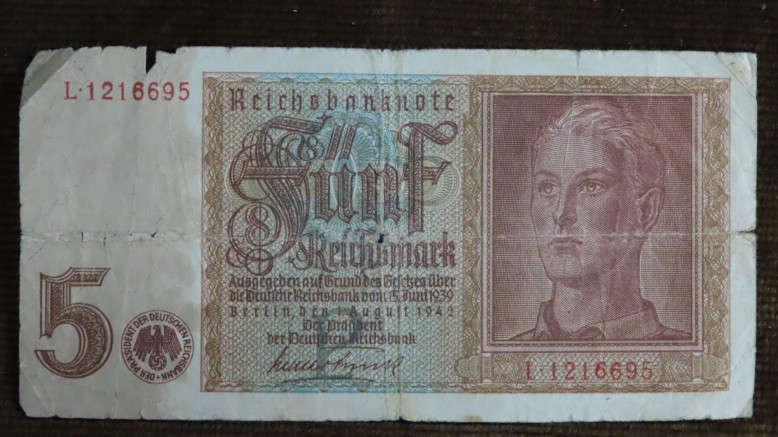 L·1216695
Reichsbanknote
Fünf
Reichsmark
Ausgegeben auf Grund des Gesetzes über
die Deutsche Reichsbank vom 15. Juni 1939
Berlin, den 1. August 1942
Der Präsident
der Deutschen Reichsbank
5
DER PRÄSIDENT DER DEUTSCHEN REICHSBANK
L·1216695